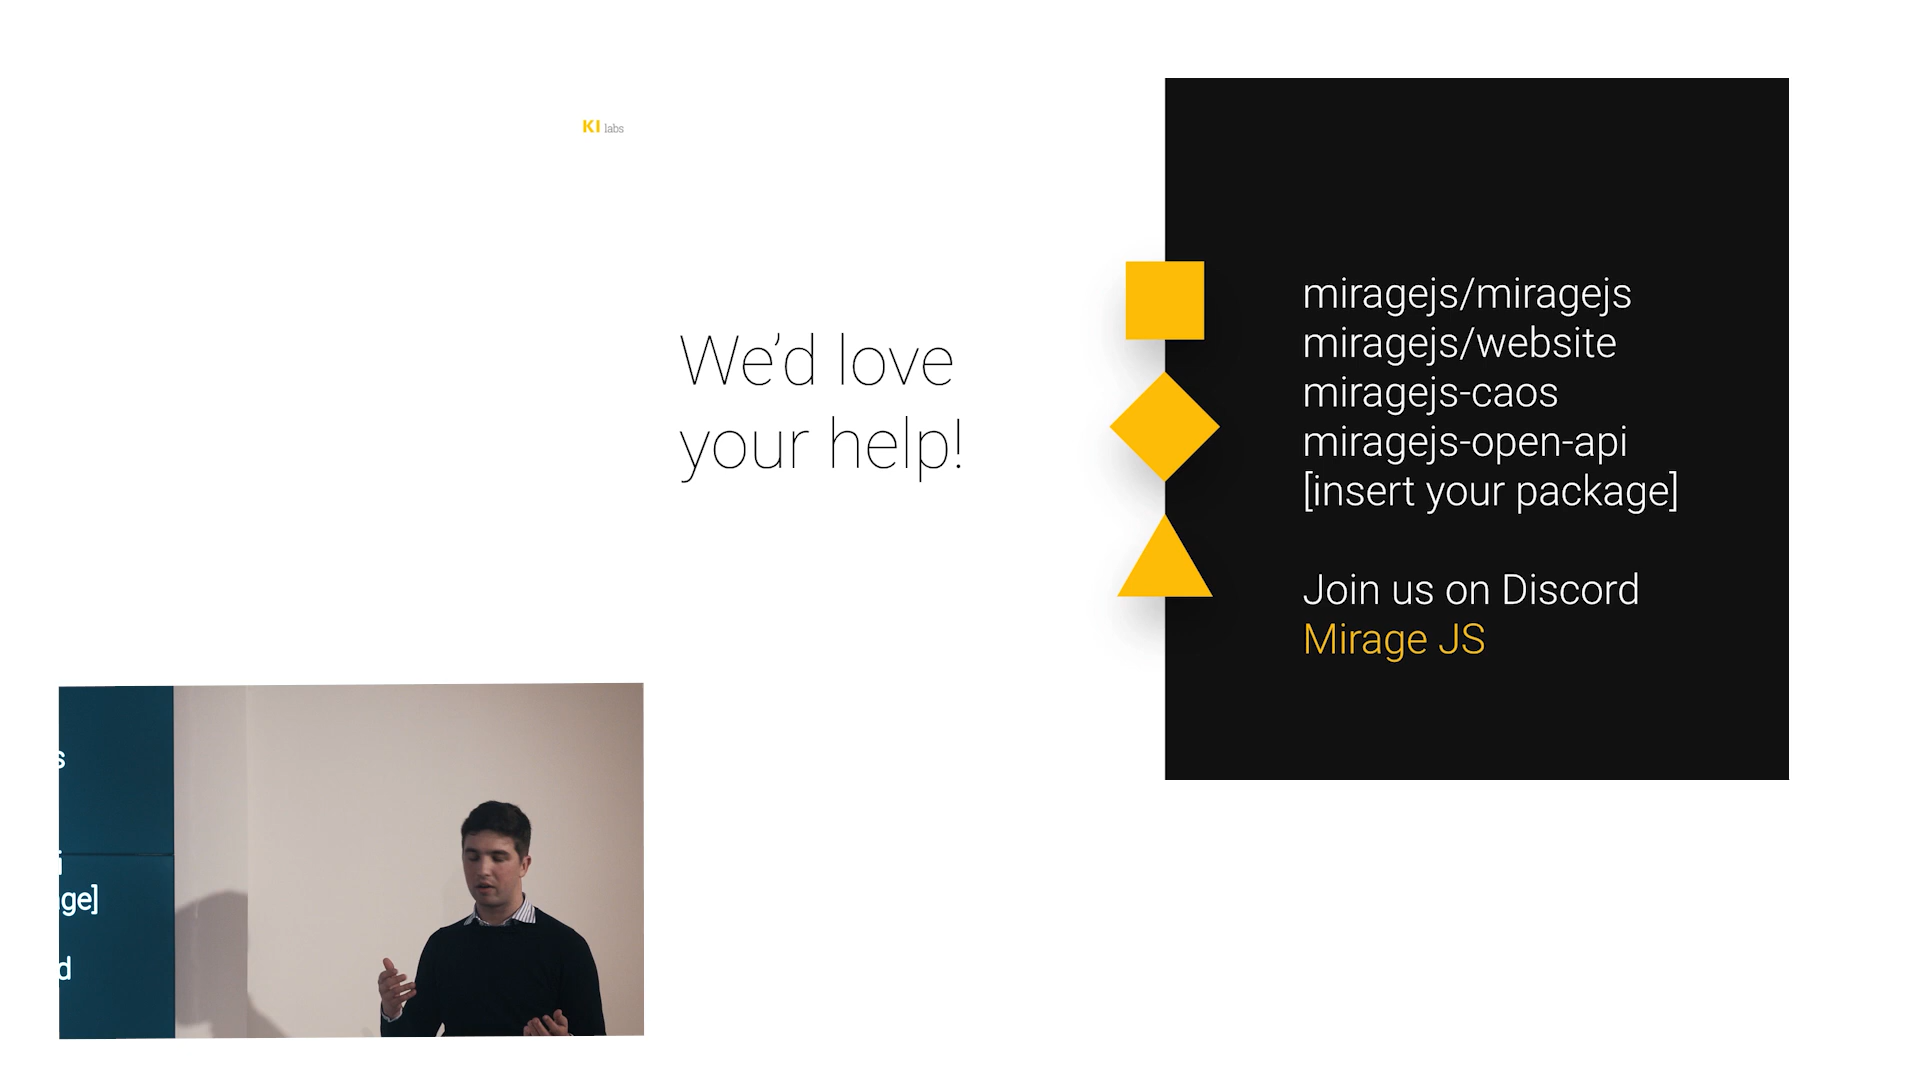 KI labs
We'd love
your help!
miragejs/miragejs
miragejs/website
miragejs-caos
miragejs-open-api
[insert your package]
Join us on Discord
Mirage JS
s
i
ge]
d